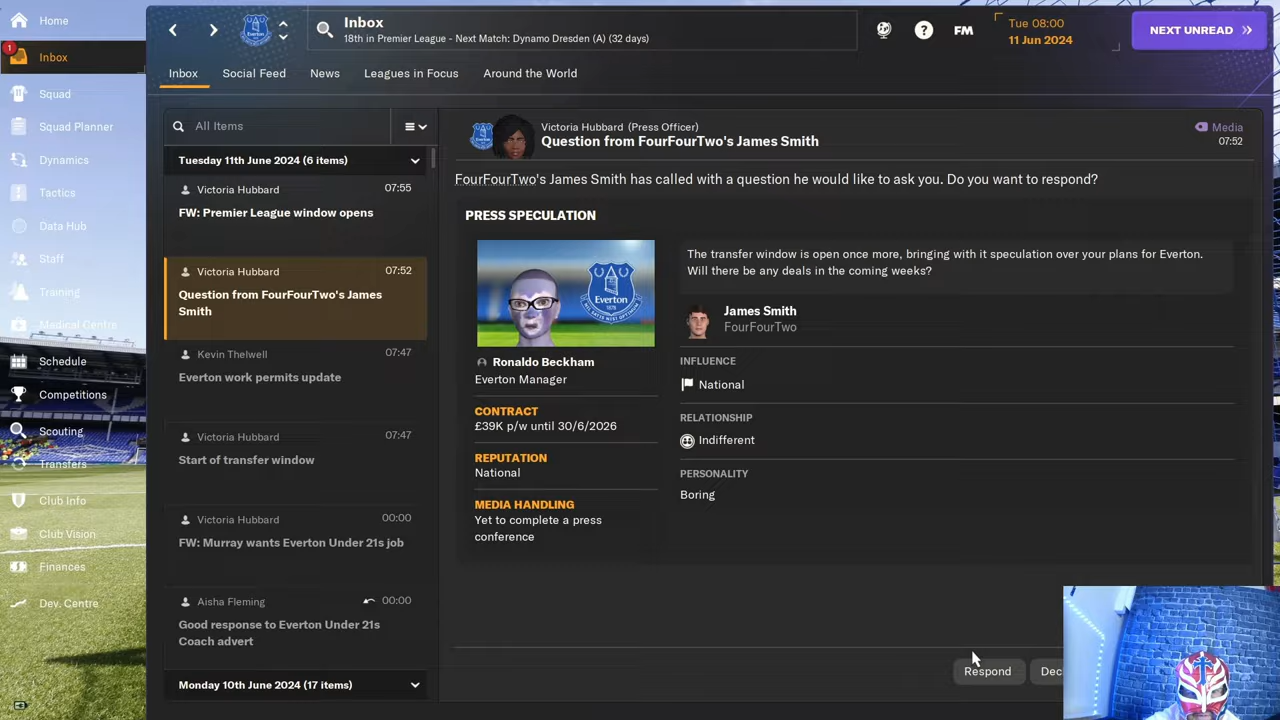 Home
1
Inbox
Squad
Squad Planner
Dynamics
Tactics
Data Hub
Staff
Training
Medical Centre
Schedule
Competitions
Scouting
Transfers
Club Info
Club Vision
Finances
Dev. Centre
Inbox
18th in Premier League - Next Match: Dynamo Dresden (A) (32 days)
?
FM
Tue 08:00
11 Jun 2024
NEXT UNREAD
Inbox
Social Feed
News
Leagues in Focus
Around the World
All Items
Tuesday 11th June 2024 (6 items)
Victoria Hubbard 07:55
FW: Premier League window opens
Victoria Hubbard 07:52
Question from FourFourTwo's James
Smith
Kevin Thelwell 07:47
Everton work permits update
Victoria Hubbard 07:47
Start of transfer window
Victoria Hubbard 00:00
FW: Murray wants Everton Under 21s job
Aisha Fleming 00:00
Good response to Everton Under 21s
Coach advert
Monday 10th June 2024 (17 items)
Victoria Hubbard (Press Officer)
Question from FourFourTwo's James Smith
Media
07:52
FourFourTwo's James Smith has called with a question he would like to ask you. Do you want to respond?
PRESS SPECULATION
Everton
Ronaldo Beckham
Everton Manager
CONTRACT
£39K p/w until 30/6/2026
REPUTATION
National
MEDIA HANDLING
Yet to complete a press
conference
The transfer window is open once more, bringing with it speculation over your plans for Everton.
Will there be any deals in the coming weeks?
James Smith
FourFourTwo
INFLUENCE
National
RELATIONSHIP
Indifferent
PERSONALITY
Boring
Respond
Dec